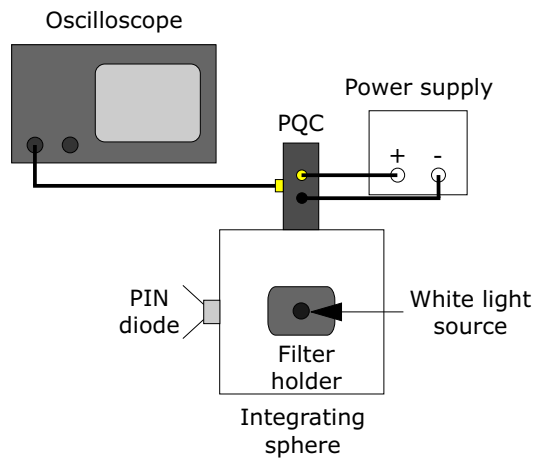 Oscilloscope
Power supply
PQC
+ -
PIN
diode
White light
source
Filter
holder
Integrating
sphere